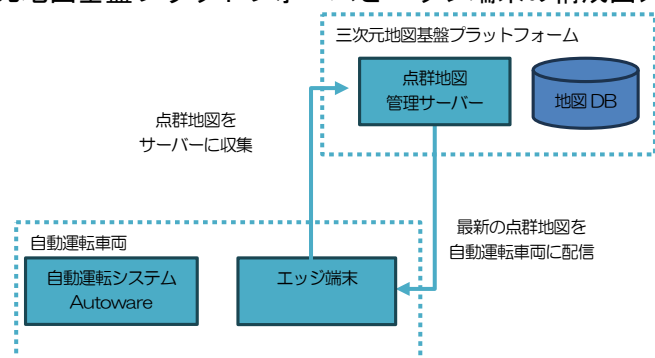 三次元地図基盤プラットフォーム
点群地図
管理サーバー
地図 DB
点群地図を
サーバーに収集
最新の点群地図を
自動運転車両に配信
自動運転車両
自動運転システム
Autoware
エッジ端末